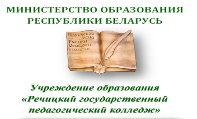 МИНИСТЕРСТВО ОБРАЗОВАНИЯ
РЕСПУБЛИКИ БЕЛАРУСЬ
Учреждение образования
«Речицкий государственный
педагогический колледж»